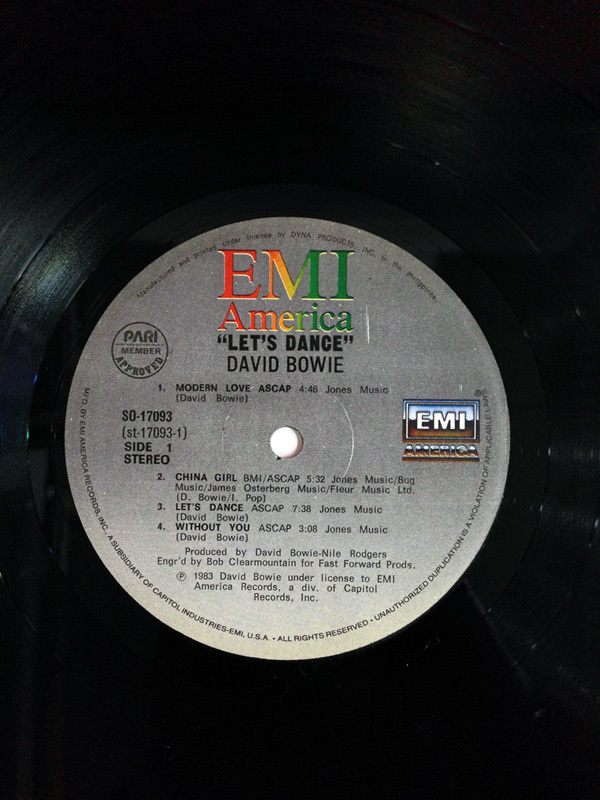 Manufactured and printed under license by DYNA PRODUCTS, INC. in the Philippines.
EMI
America
"LET'S DANCE"
DAVID BOWIE
PARI
MEMBER
APPROVED
1. MODERN LOVE ASCAP 4:46 Jones Music
(David Bowie)
SO-17093
(st-17093-1)
SIDE 1
STEREO
EMI
AMERICA
®
2. CHINA GIRL BMI/ASCAP 5:32 Jones Music/Bug
Music/James Osterberg Music/Fleur Music Ltd.
(D. Bowie/I. Pop)
3. LET'S DANCE ASCAP 7:38 Jones Music
(David Bowie)
4. WITHOUT YOU ASCAP 3:08 Jones Music
(David Bowie)
Produced by David Bowie-Nile Rodgers
Engr'd by Bob Clearmountain for Fast Forward Prods.
℗ 1983 David Bowie under license to EMI
America Records, a div. of Capitol
Records, Inc.
MFD. BY EMI AMERICA RECORDS, INC., A SUBSIDIARY OF CAPITOL INDUSTRIES-EMI, U.S.A. • ALL RIGHTS RESERVED • UNAUTHORIZED DUPLICATION IS A VIOLATION OF APPLICABLE LAWS